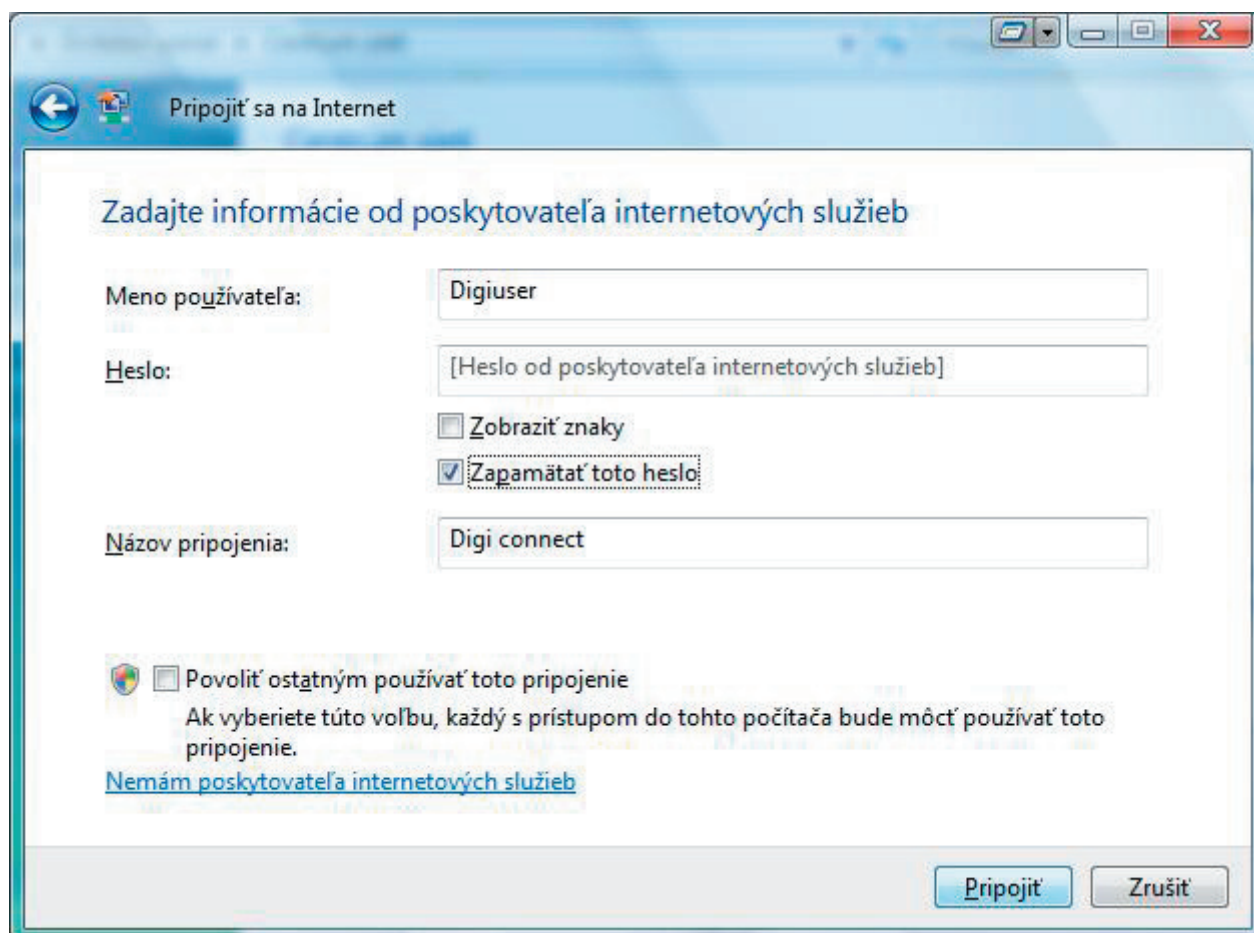 Pripojiť sa na Internet
Zadajte informácie od poskytovateľa internetových služieb
Meno používateľa:
Digiuser
Heslo:
[Heslo od poskytovateľa internetových služieb]
Zobraziť znaky
Zapamätať toto heslo
Názov pripojenia:
Digi connect
Povoliť ostatným používať toto pripojenie
Ak vyberiete túto voľbu, každý s prístupom do tohto počítača bude môcť používať toto
pripojenie.
Nemám poskytovateľa internetových služieb
Pripojiť
Zrušiť